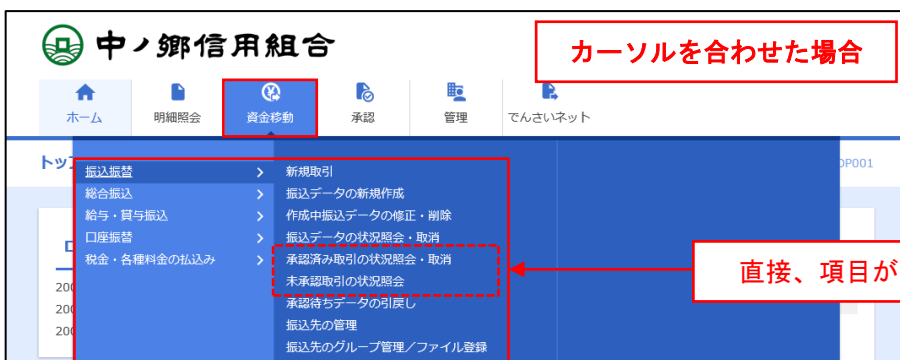 中ノ郷信用組合
カーソルを合わせた場合
ホーム
明細照会
資金移動
承認
管理
でんさいネット
トッ
振込振替
新規取引
総合振込
振込データの新規作成
給与・賞与振込
作成中振込データの修正・削除
口座振替
振込データの状況照会・取消
税金・各種料金の払込み
承認済み取引の状況照会・取消
未承認取引の状況照会
直接、項目が
承認待ちデータの引戻し
振込先の管理
振込先のグループ管理／ファイル登録
200
200
200